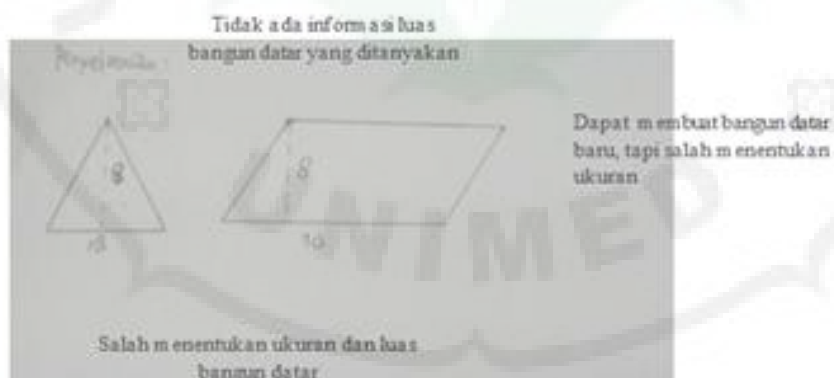 Tidak ada informasi luas
bangun datar yang ditanyakan
Dapat membuat bangun datar
baru, tapi salah menentukan
ukuran
8
8
10
UNIMED
Salah menentukan ukuran dan luas
bangun datar